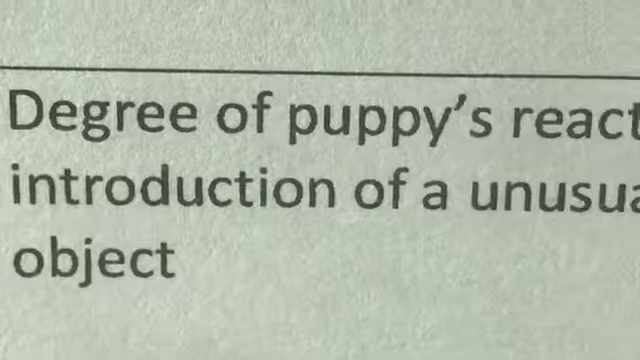 Degree of puppy's react
introduction of a unusua
object